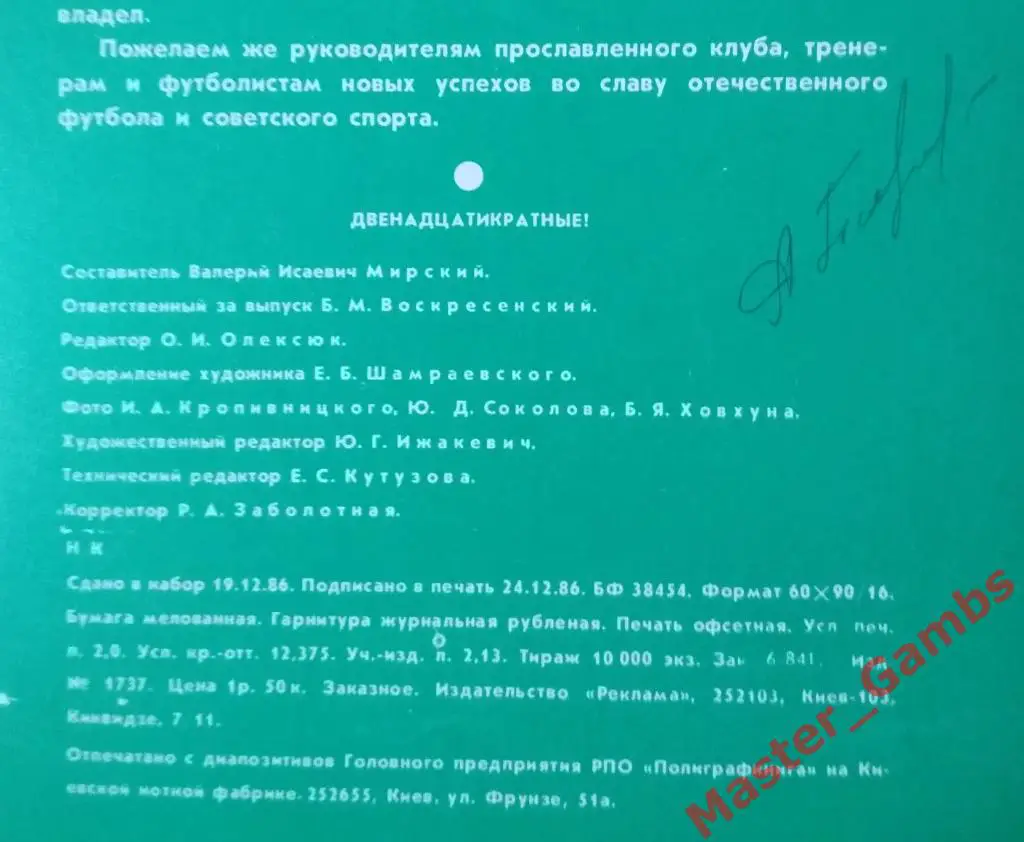 владел.
Пожелаем же руководителям прославленного клуба, трене-
рам и футболистам новых успехов во славу отечественного
футбола и советского спорта.
ДВЕНАДЦАТИКРАТНЫЕ!
Составитель Валерий Исаевич Мирский.
Ответственный за выпуск Б. М. Воскресенский.
Редактор О. И. Олексюк.
Оформление художника Е. Б. Шамраевского.
Фото И. А. Кропивницкого, Ю. Д. Соколова, Б. Я. Ховхуна.
Художественный редактор Ю. Г. Ижакевич.
Технический редактор Е. С. Кутузова.
Корректор Р. А. Заболотная.
Н К
Сдано в набор 19.12.86. Подписано в печать 24.12.86. БФ 38454. Формат 60×90/16.
Бумага мелованная. Гарнитура журнальная рубленая. Печать офсетная. Усл печ.
л. 2,0. Усл. кр.-отт. 12,375. Уч.-изд. л. 2,13. Тираж 10 000 экз. Зак 6 841. Изд
№ 1737. Цена 1р. 50к. Заказное. Издательство «Реклама», 252103, Киев-103,
Киквидзе, 7 11.
Отпечатано с диапозитивов Головного предприятия РПО «Полиграфкнига» на Ки-
евской нотной фабрике. 252655, Киев, ул. Фрунзе, 51а.
Master_Gambs